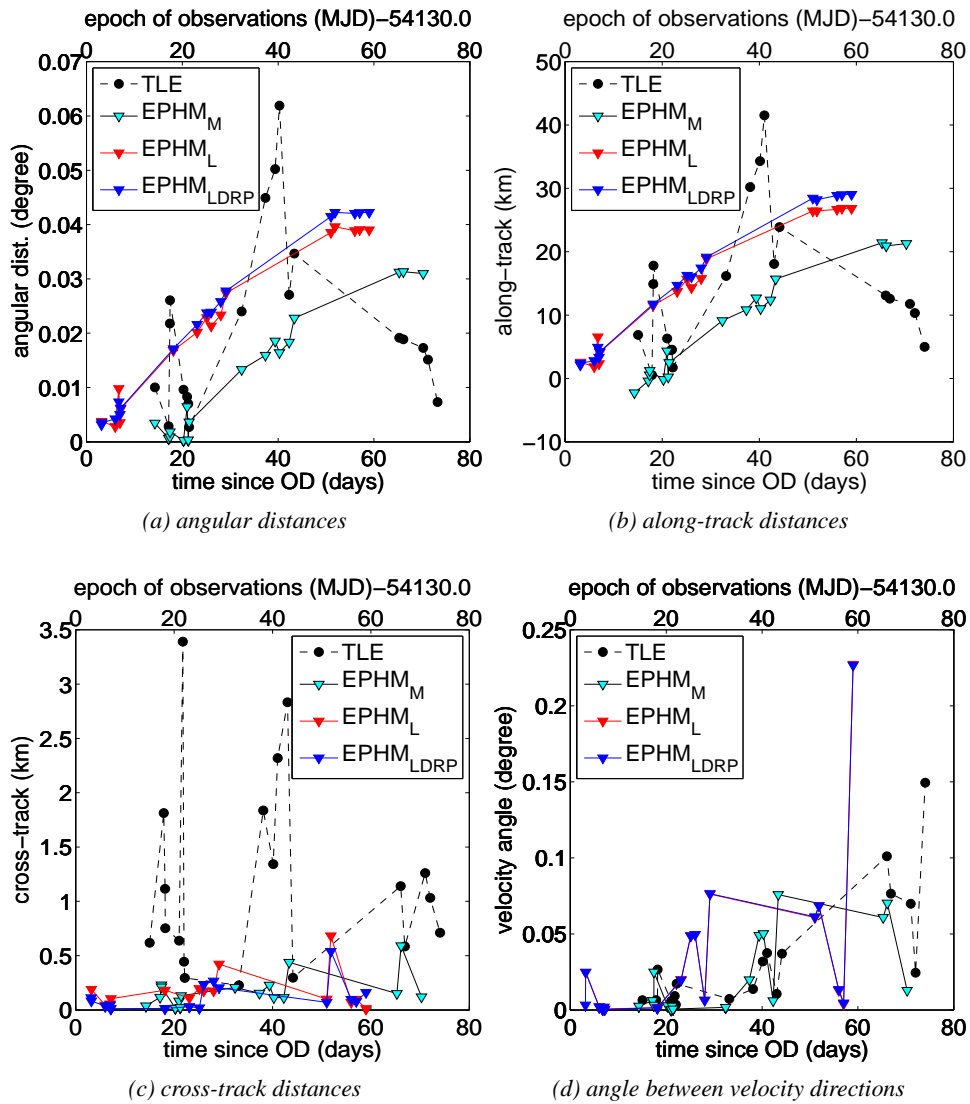 epoch of observations (MJD)−54130.0
0 20 40 60 80
0.07
0.06
0.05
0.04
0.03
0.02
0.01
0
angular dist. (degree)
TLE
EPHM_M
EPHM_L
EPHM_LDRP
0 20 40 60 80
time since OD (days)
(a) angular distances
epoch of observations (MJD)−54130.0
0 20 40 60 80
50
40
30
20
10
0
−10
along−track (km)
TLE
EPHM_M
EPHM_L
EPHM_LDRP
0 20 40 60 80
time since OD (days)
(b) along-track distances
epoch of observations (MJD)−54130.0
0 20 40 60 80
3.5
3
2.5
2
1.5
1
0.5
0
cross−track (km)
TLE
EPHM_M
EPHM_L
EPHM_LDRP
0 20 40 60 80
time since OD (days)
(c) cross-track distances
epoch of observations (MJD)−54130.0
0 20 40 60 80
0.25
0.2
0.15
0.1
0.05
0
velocity angle (degree)
TLE
EPHM_M
EPHM_L
EPHM_LDRP
0 20 40 60 80
time since OD (days)
(d) angle between velocity directions